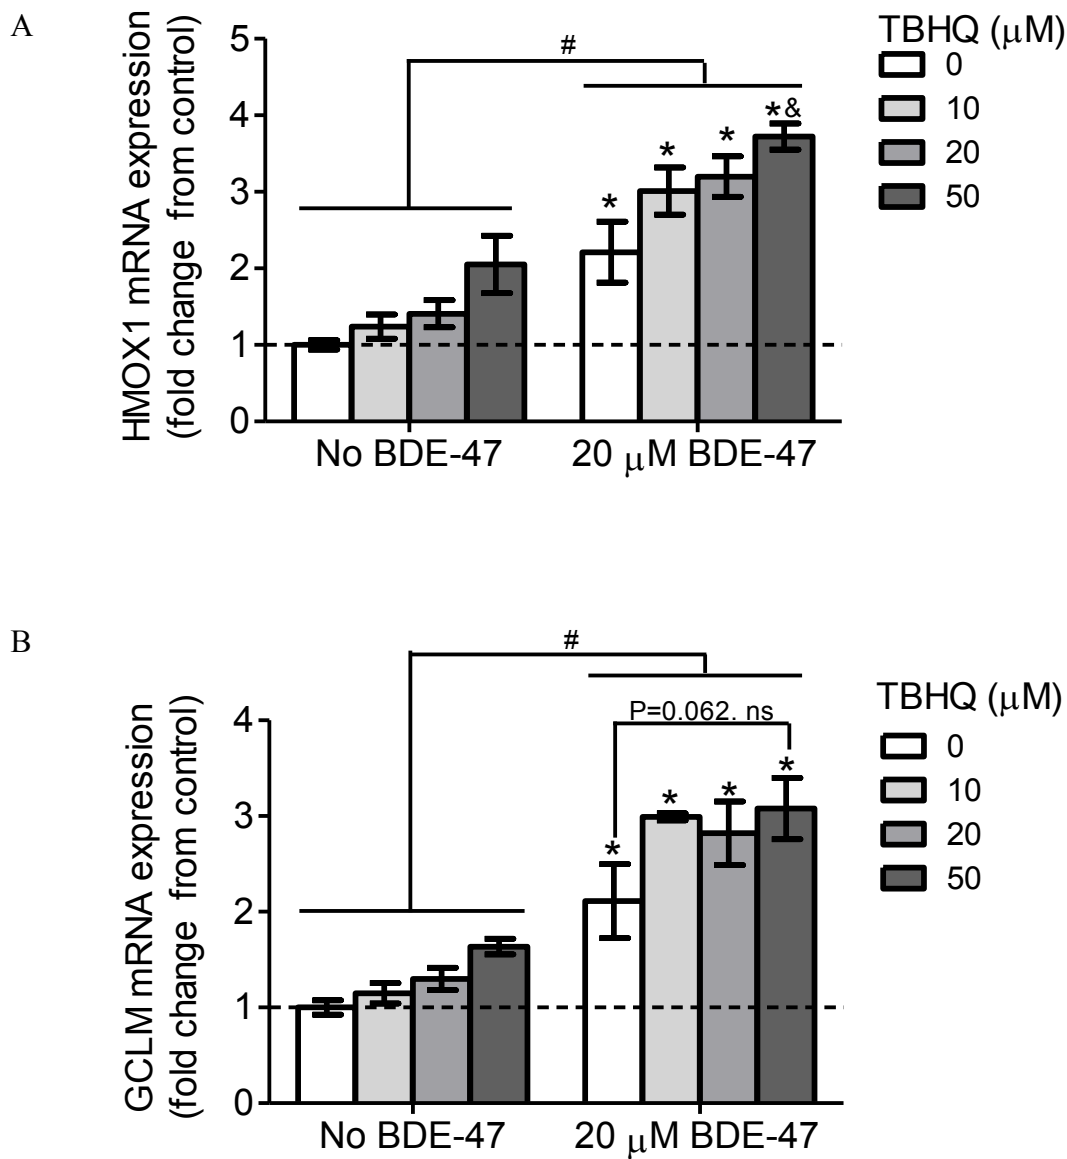 A
HMOX1 mRNA expression
(fold change from control)
5
4
3
2
1
0
#
*
*
*
*&
No BDE-47
20 μM BDE-47
TBHQ (μM)
0
10
20
50
B
GCLM mRNA expression
(fold change from control)
4
3
2
1
0
#
P=0.062. ns
*
*
*
*
No BDE-47
20 μM BDE-47
TBHQ (μM)
0
10
20
50